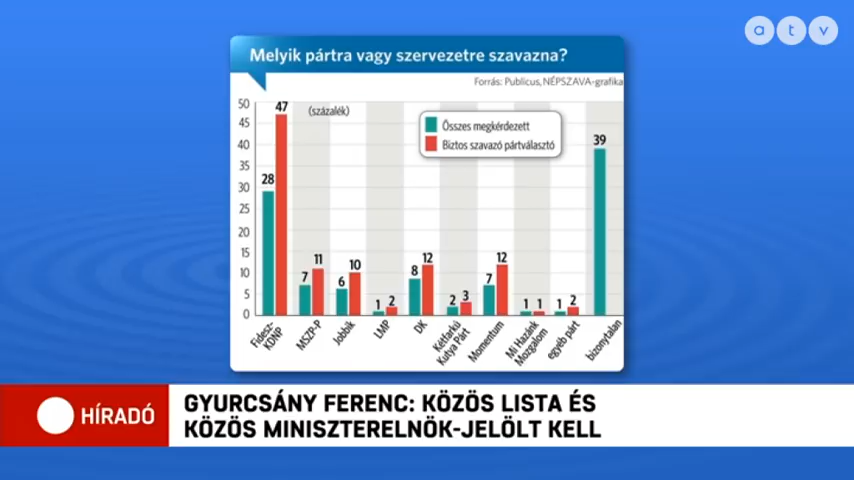 atv
Melyik pártra vagy szervezetre szavazna?
Forrás: Publicus, NÉPSZAVA-grafika
50
45
40
35
30
25
20
15
10
5
0
(százalék)
Összes megkérdezett
Biztos szavazó pártválasztó
28
47
7
11
6
10
1
2
8
12
2
3
7
12
1
1
1
2
39
Fidesz-
KDNP
MSZP-P
Jobbik
LMP
DK
Kétfarkú
Kutya Párt
Momentum
Mi Hazánk
Mozgalom
egyéb párt
bizonytalan
HÍRADÓ
GYURCSÁNY FERENC: KÖZÖS LISTA ÉS
KÖZÖS MINISZTERELNÖK-JELÖLT KELL